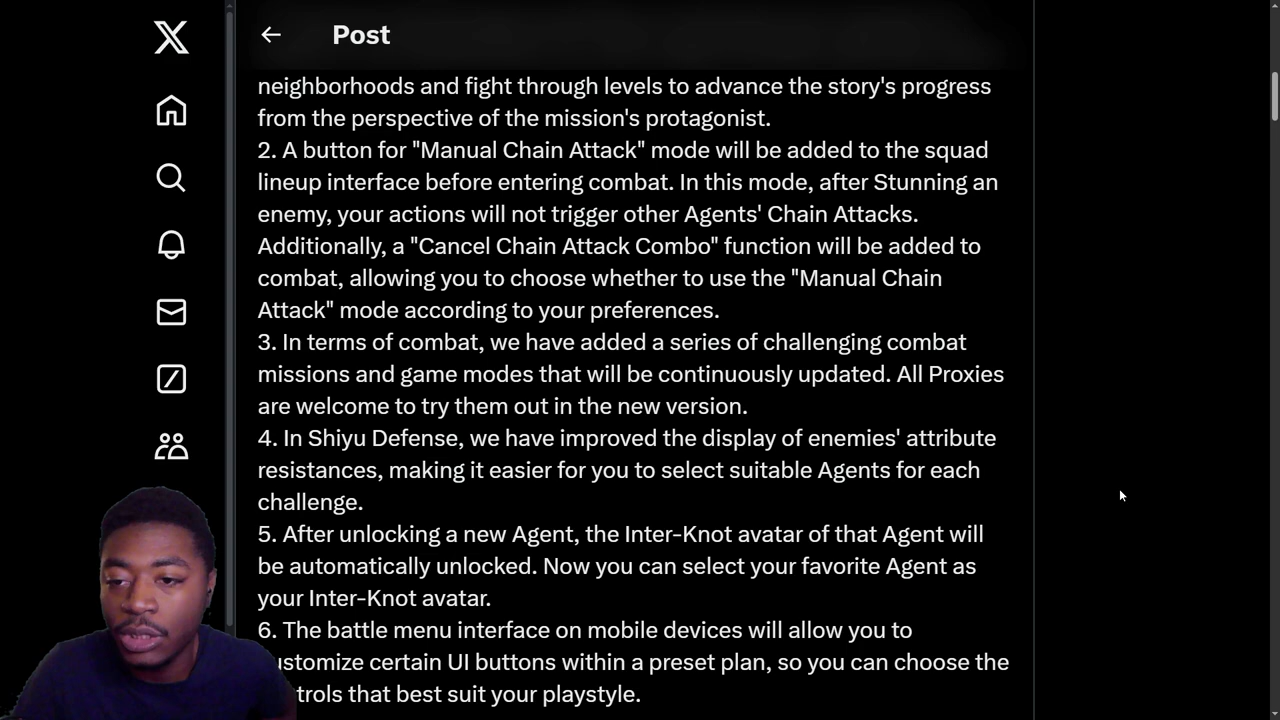 Post
neighborhoods and fight through levels to advance the story's progress
from the perspective of the mission's protagonist.
2. A button for "Manual Chain Attack" mode will be added to the squad
lineup interface before entering combat. In this mode, after Stunning an
enemy, your actions will not trigger other Agents' Chain Attacks.
Additionally, a "Cancel Chain Attack Combo" function will be added to
combat, allowing you to choose whether to use the "Manual Chain
Attack" mode according to your preferences.
3. In terms of combat, we have added a series of challenging combat
missions and game modes that will be continuously updated. All Proxies
are welcome to try them out in the new version.
4. In Shiyu Defense, we have improved the display of enemies' attribute
resistances, making it easier for you to select suitable Agents for each
challenge.
5. After unlocking a new Agent, the Inter-Knot avatar of that Agent will
be automatically unlocked. Now you can select your favorite Agent as
your Inter-Knot avatar.
6. The battle menu interface on mobile devices will allow you to
ustomize certain UI buttons within a preset plan, so you can choose the
trols that best suit your playstyle.